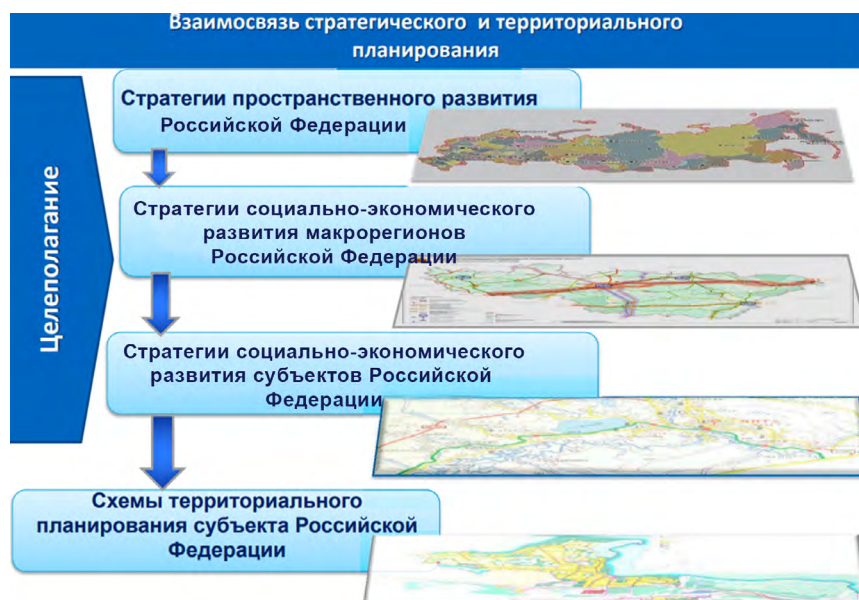 Взаимосвязь стратегического и территориального
планирования
Целеполагание
Стратегии пространственного развития
Российской Федерации
Стратегии социально-экономического
развития макрорегионов
Российской Федерации
Стратегии социально-экономического
развития субъектов Российской
Федерации
Схемы территориального
планирования субъекта Российской
Федерации